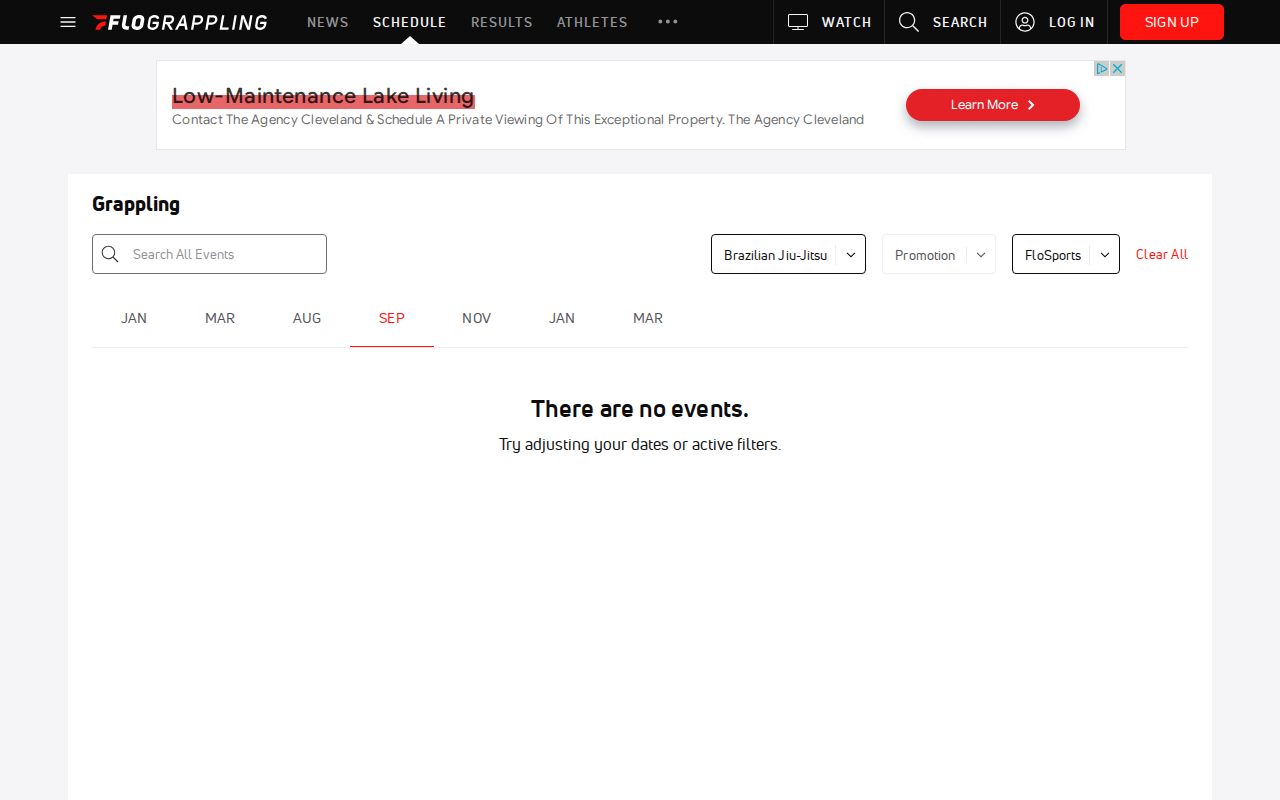 FLOGRAPPLING NEWS SCHEDULE RESULTS ATHLETES WATCH SEARCH LOG IN SIGN UP
Low-Maintenance Lake Living
Contact The Agency Cleveland & Schedule A Private Viewing Of This Exceptional Property. The Agency Cleveland
Learn More
Grappling
Search All Events Brazilian Jiu-Jitsu Promotion FloSports Clear All
JAN MAR AUG SEP NOV JAN MAR
There are no events.
Try adjusting your dates or active filters.